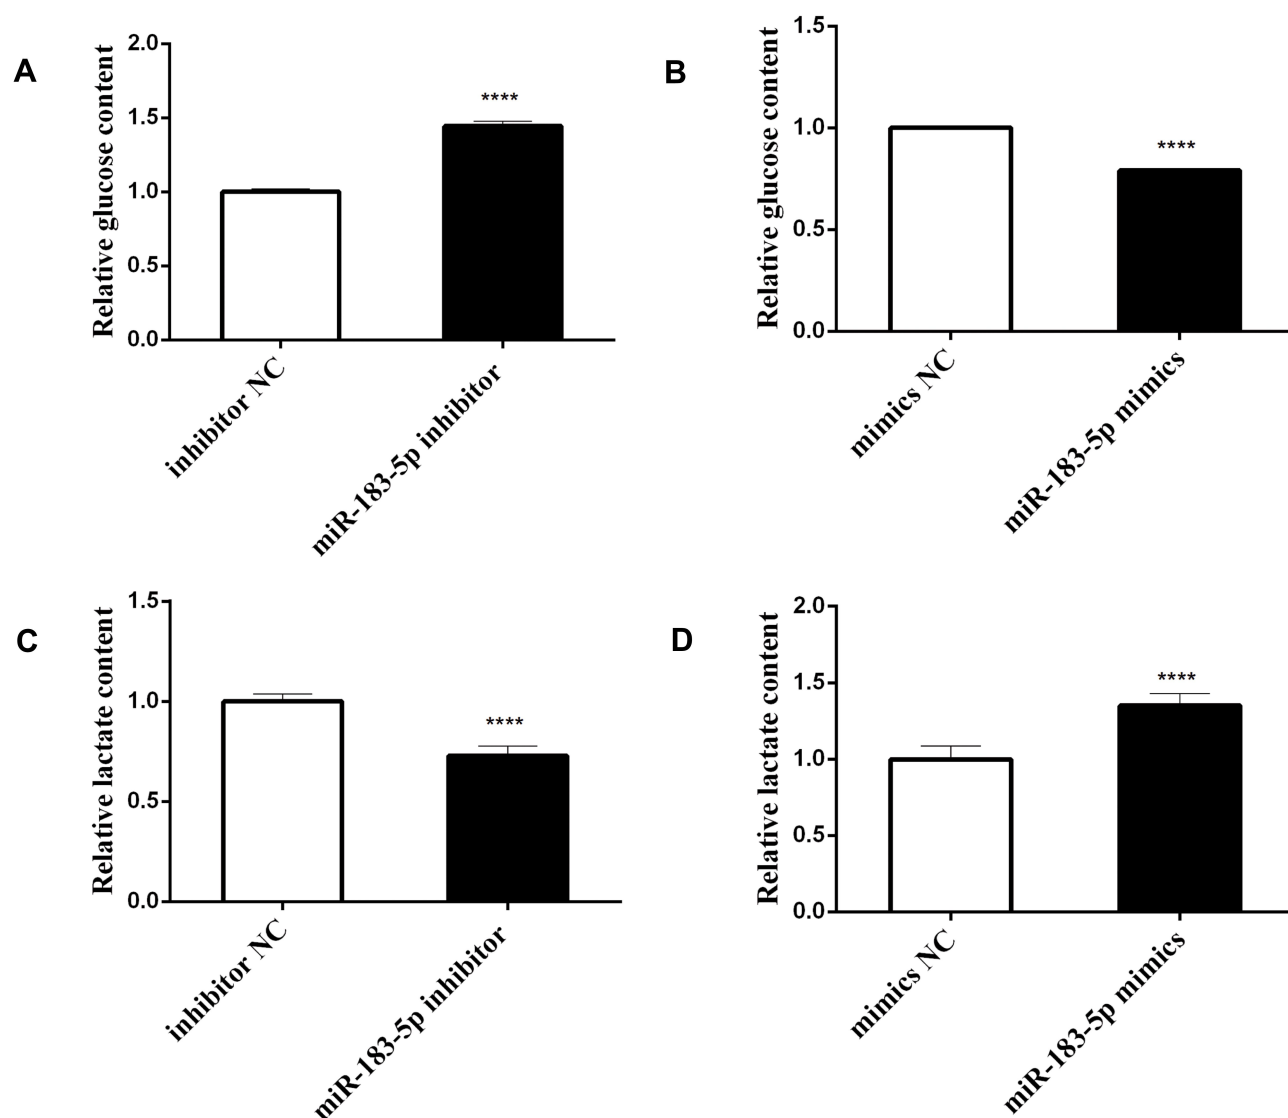 A
Relative glucose content
2.0
1.5
1.0
0.5
0.0
****
inhibitor NC
miR-183-5p inhibitor
B
Relative glucose content
1.5
1.0
0.5
0.0
****
mimics NC
miR-183-5p mimics
C
Relative lactate content
1.5
1.0
0.5
0.0
****
inhibitor NC
miR-183-5p inhibitor
D
Relative lactate content
2.0
1.5
1.0
0.5
0.0
****
mimics NC
miR-183-5p mimics